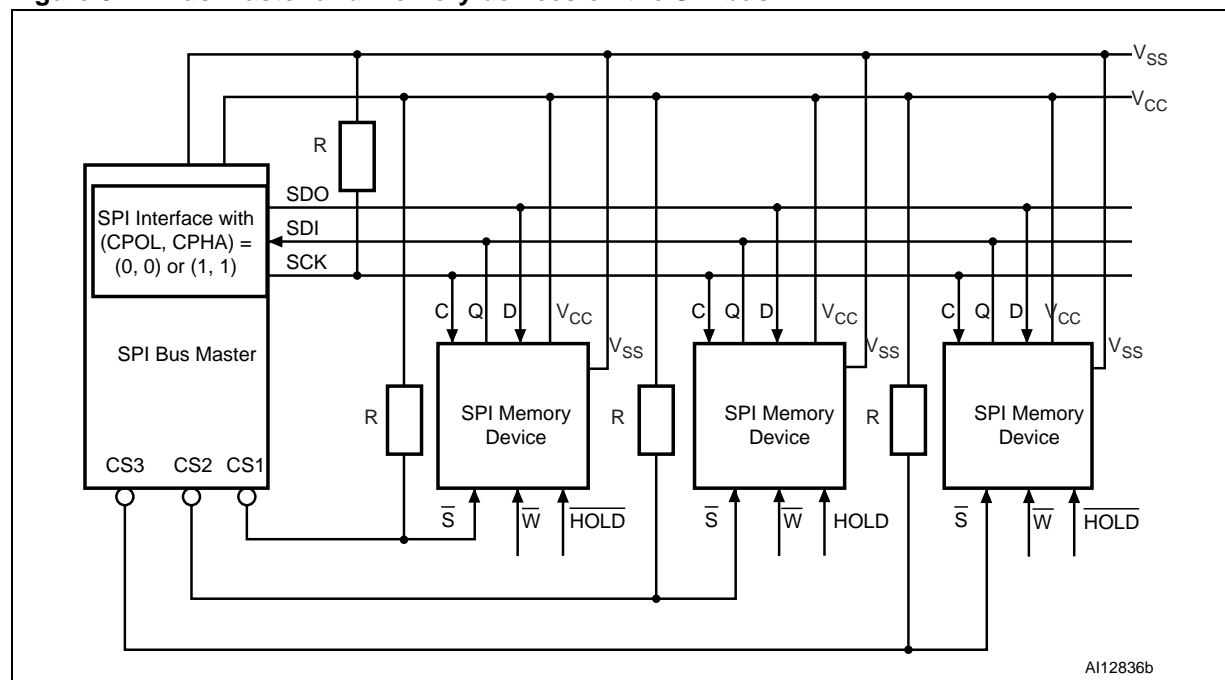 V_SS
V_CC
R
SDO
SPI Interface with
(CPOL, CPHA) =
(0, 0) or (1, 1)
SDI
SCK
SPI Bus Master
CS3 CS2 CS1
C Q D V_CC V_SS
C Q D V_CC V_SS
C Q D V_CC V_SS
R
SPI Memory
Device
R
SPI Memory
Device
R
SPI Memory
Device
S̅ W̅ H̅O̅L̅D̅
S̅ W̅ HOLD
S̅ W̅ H̅O̅L̅D̅
AI12836b